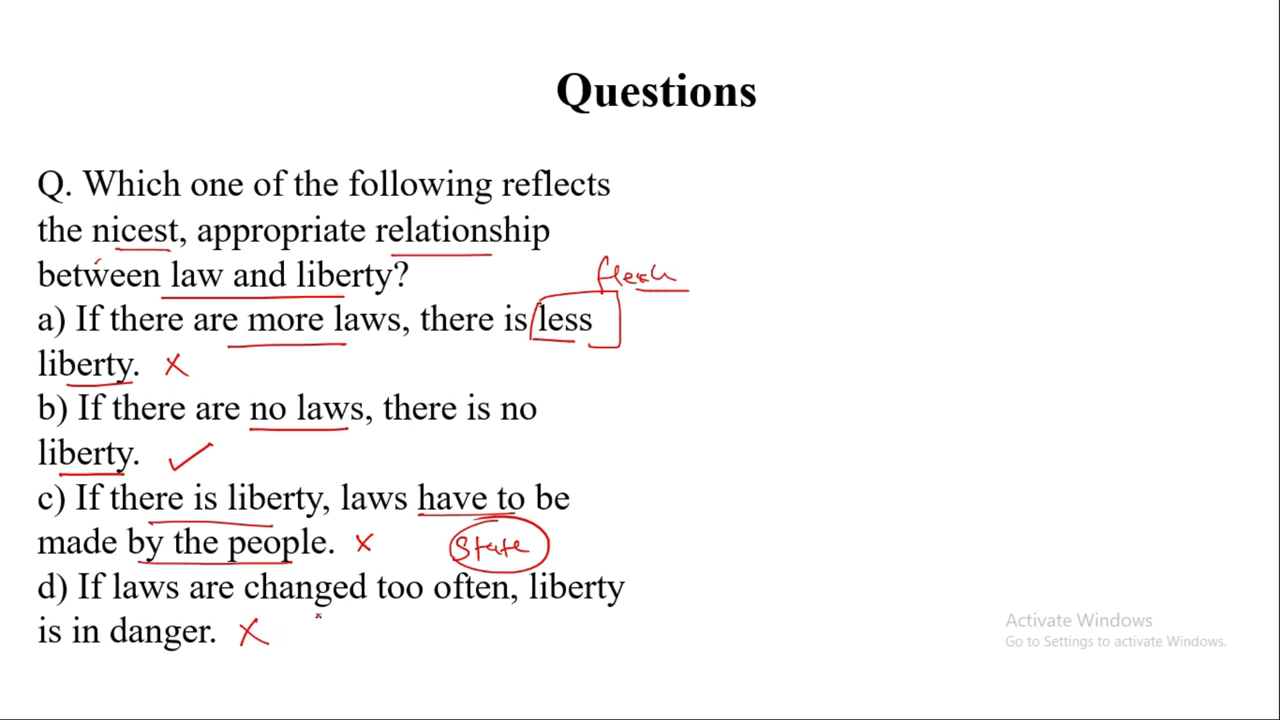 Questions
Q. Which one of the following reflects
the nicest, appropriate relationship
between law and liberty?
a) If there are more laws, there is less
liberty.
b) If there are no laws, there is no
liberty.
c) If there is liberty, laws have to be
made by the people.
State
d) If laws are changed too often, liberty
is in danger.
Activate Windows
Go to Settings to activate Windows.